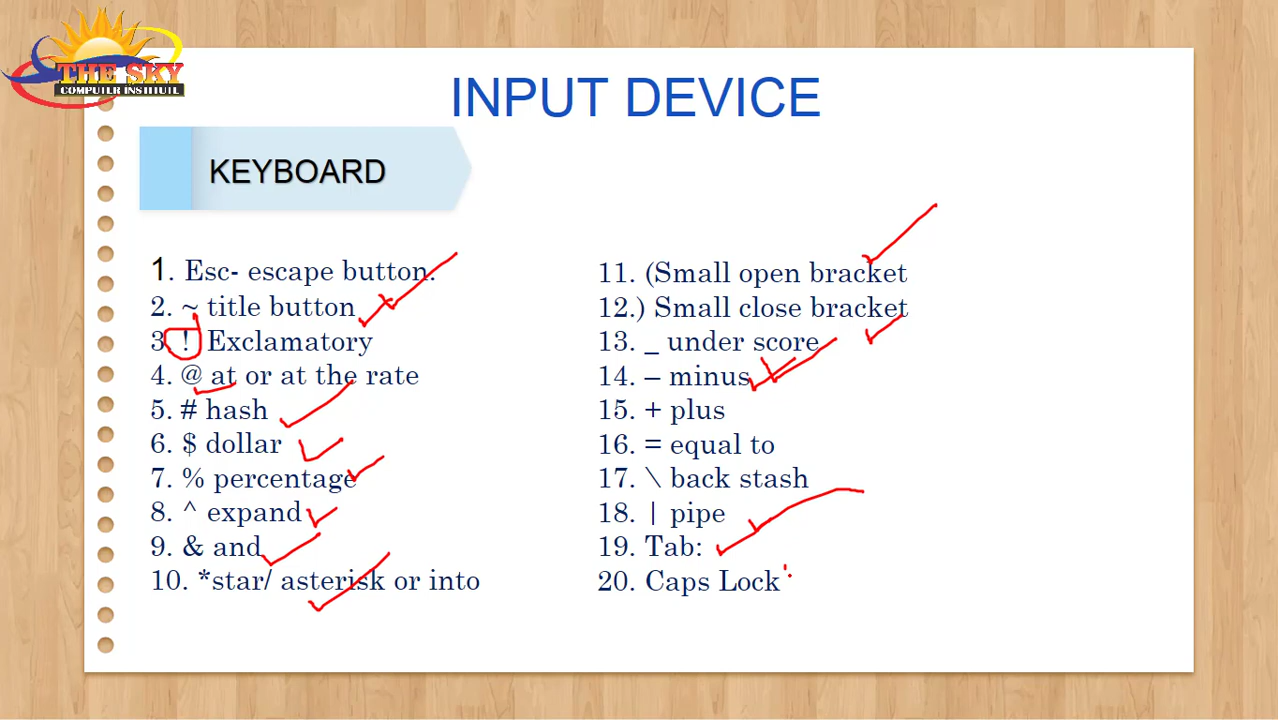 THE SKY
COMPUTER INSTITUTE
INPUT DEVICE
KEYBOARD
1. Esc- escape button.
2. ~ title button
3. ! Exclamatory
4. @ at or at the rate
5. # hash
6. $ dollar
7. % percentage
8. ^ expand
9. & and
10. *star/ asterisk or into
11. (Small open bracket
12.) Small close bracket
13. _ under score
14. – minus
15. + plus
16. = equal to
17. \ back stash
18. | pipe
19. Tab:
20. Caps Lock